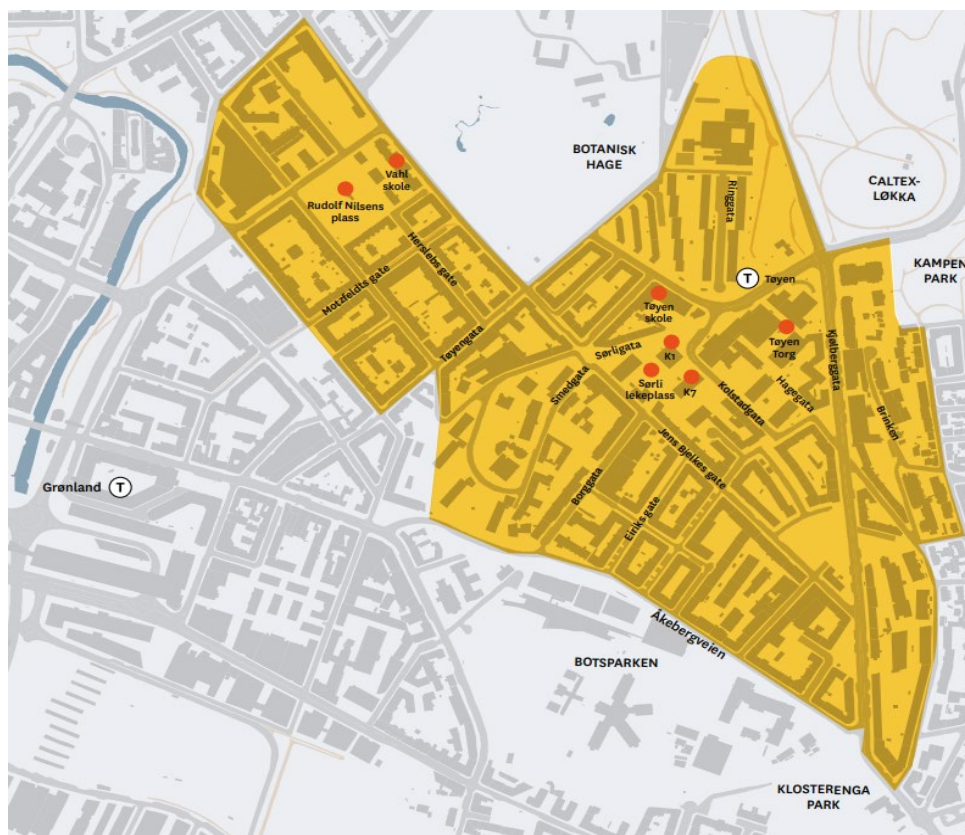 BOTANISK
HAGE
Vahl
skole
CALTEX-
LØKKA
Rudolf Nilsens
plass
Ringgata
Herslebs gate
KAMPEN
PARK
T
Tøyen
Motzfeldts gate
Tøyen
skole
Tøyengata
Sørligata
K1
Tøyen
Torg
Kjølberggata
Smedgata
Sørli
lekeplass
K7
Kolstadgata
Hagegata
Brinken
Jens Bjelkes gate
Grønland
T
Borggata
Eiriks gate
Åkebergveien
BOTSPARKEN
KLOSTERENGA
PARK